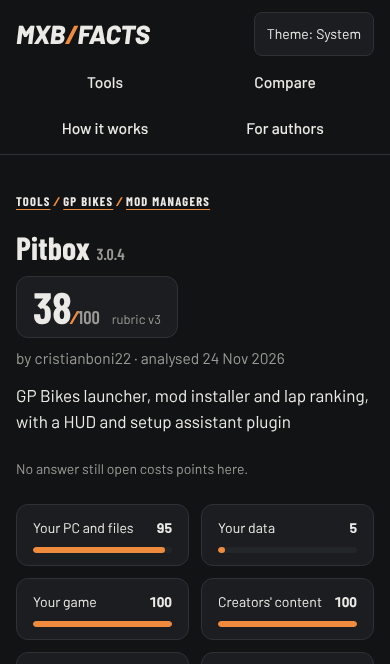 MXB/FACTS
Theme: System
Tools
Compare
How it works
For authors
TOOLS / GP BIKES / MOD MANAGERS
Pitbox 3.0.4
38/100 rubric v3
by cristianboni22 · analysed 24 Nov 2026
GP Bikes launcher, mod installer and lap ranking,
with a HUD and setup assistant plugin
No answer still open costs points here.
Your PC and files 95
Your data 5
Your game 100
Creators' content 100